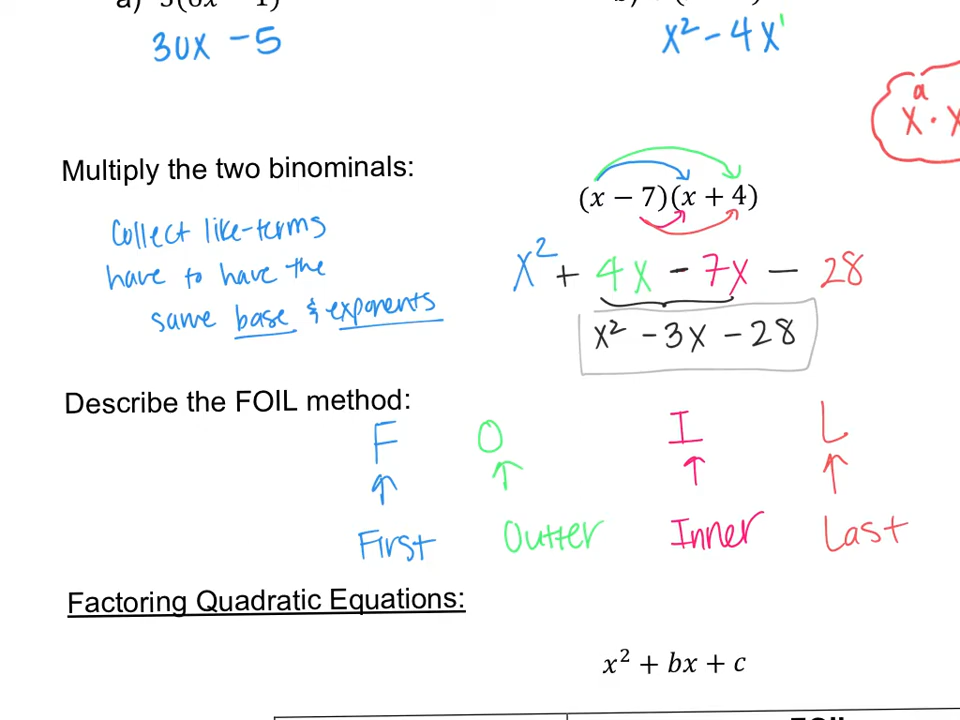 30x - 5
x² - 4x¹
a
x · x
Multiply the two binominals:
(x − 7)(x + 4)
Collect like-terms
have to have the
same base & exponents
x² + 4x - 7x - 28
x² - 3x - 28
Describe the FOIL method:
F O I L
First Outter Inner Last
Factoring Quadratic Equations:
x² + bx + c